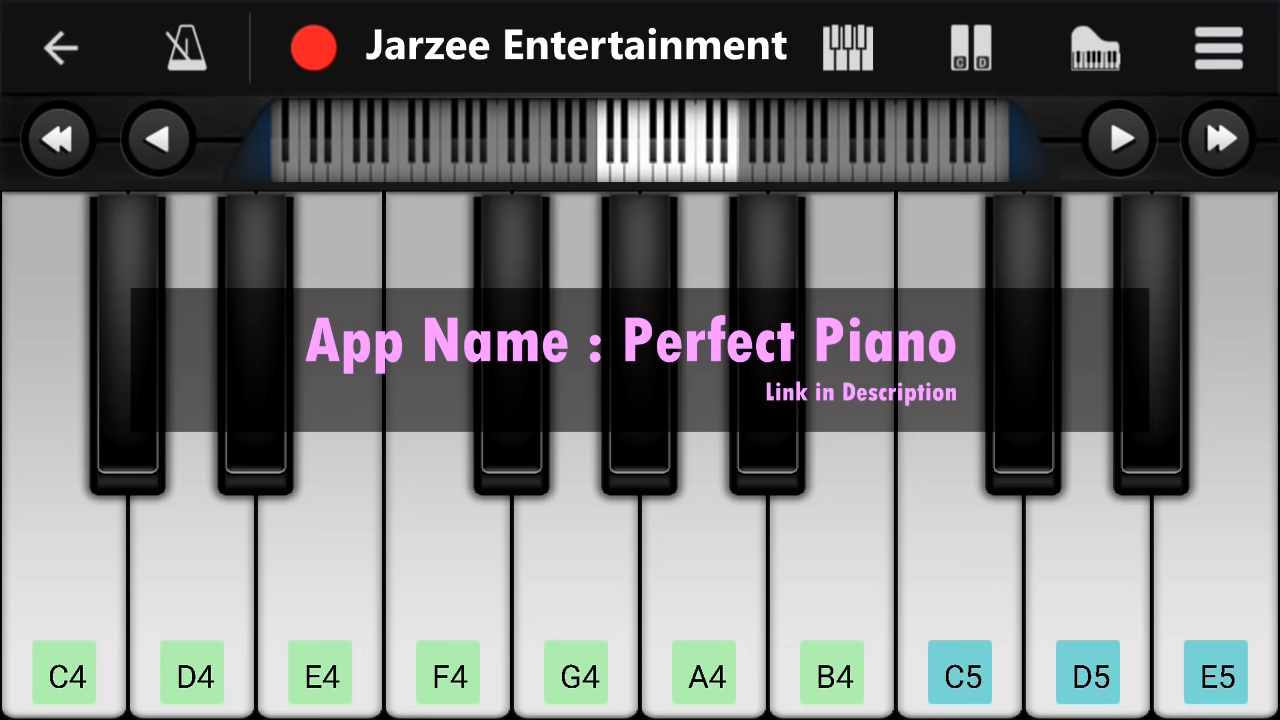 Jarzee Entertainment
C D
App Name : Perfect Piano
Link in Description
C4 D4 E4 F4 G4 A4 B4 C5 D5 E5